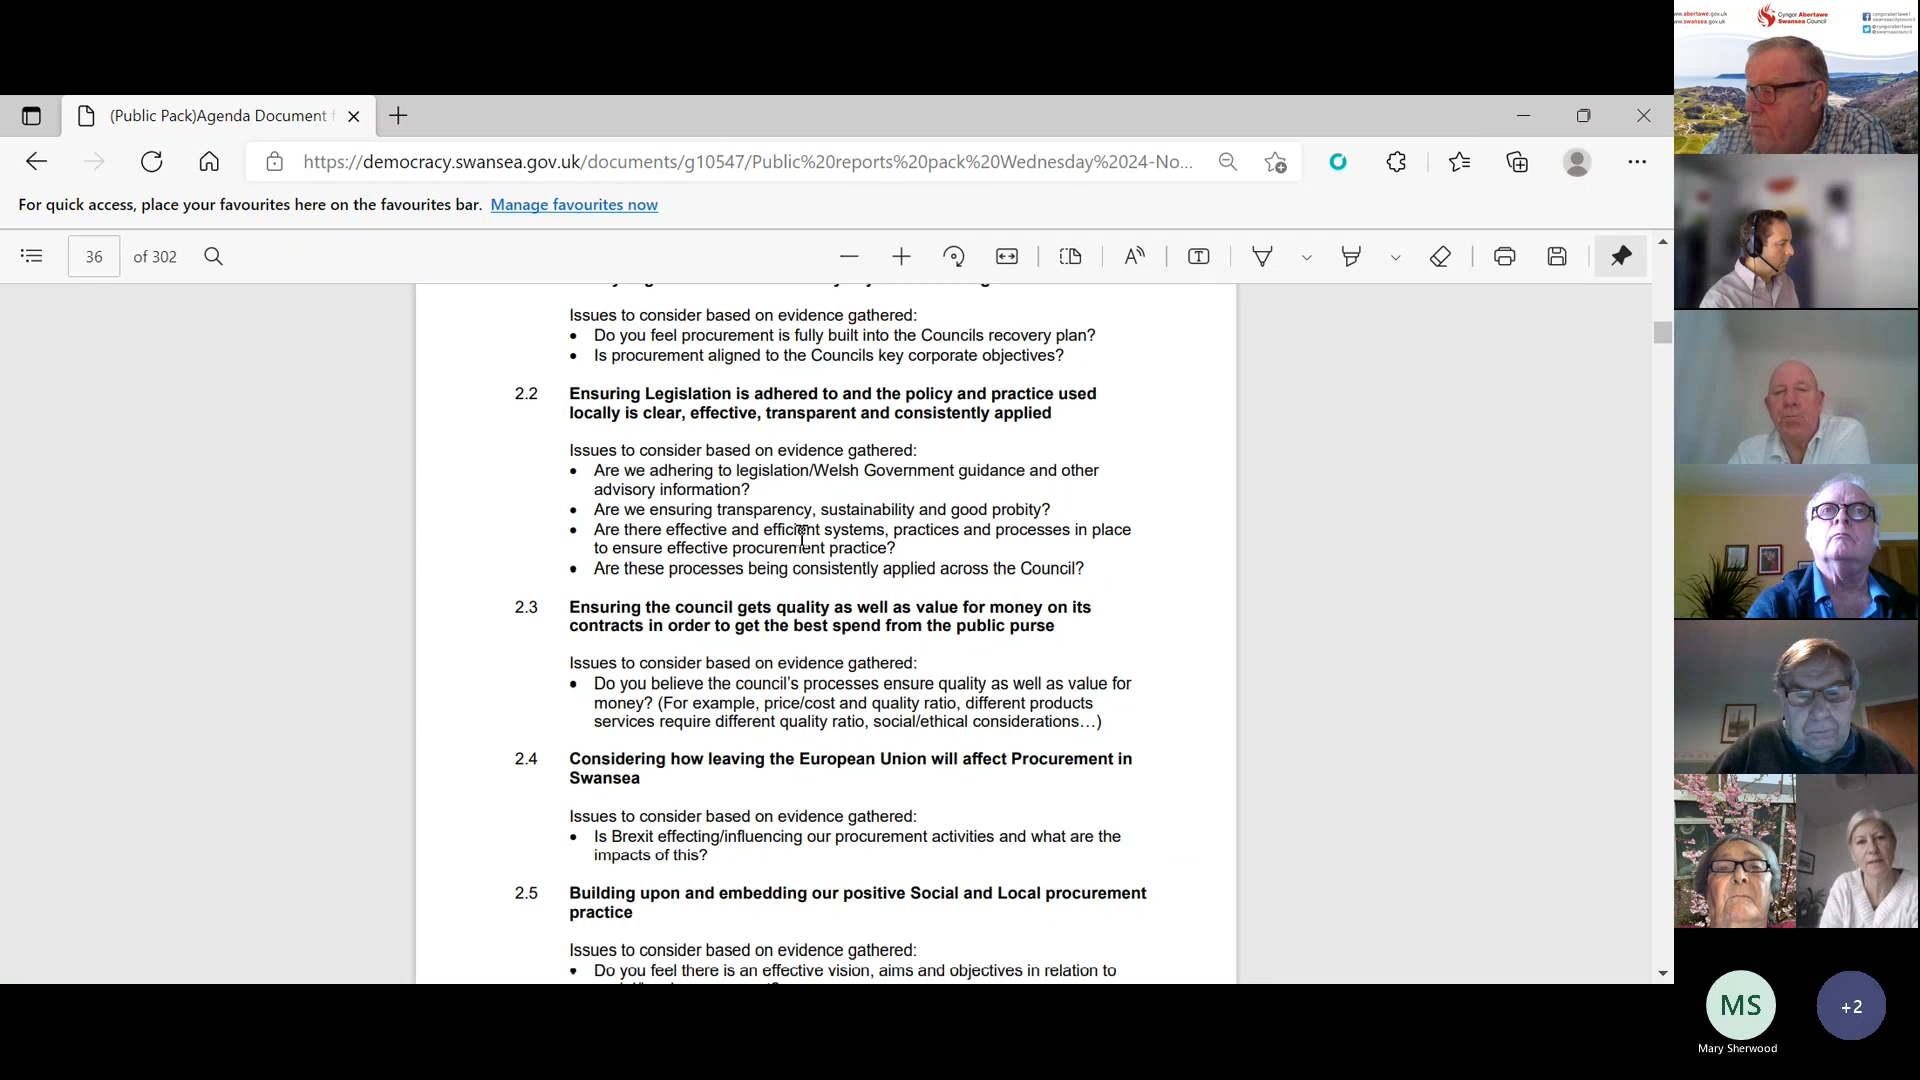 (Public Pack)Agenda Document
https://democracy.swansea.gov.uk/documents/g10547/Public%20reports%20pack%20Wednesday%2024-No...
For quick access, place your favourites here on the favourites bar. Manage favourites now
36 of 302
Issues to consider based on evidence gathered:
• Do you feel procurement is fully built into the Councils recovery plan?
• Is procurement aligned to the Councils key corporate objectives?
2.2 Ensuring Legislation is adhered to and the policy and practice used
locally is clear, effective, transparent and consistently applied
Issues to consider based on evidence gathered:
• Are we adhering to legislation/Welsh Government guidance and other
advisory information?
• Are we ensuring transparency, sustainability and good probity?
• Are there effective and efficient systems, practices and processes in place
to ensure effective procurement practice?
• Are these processes being consistently applied across the Council?
2.3 Ensuring the council gets quality as well as value for money on its
contracts in order to get the best spend from the public purse
Issues to consider based on evidence gathered:
• Do you believe the council's processes ensure quality as well as value for
money? (For example, price/cost and quality ratio, different products
services require different quality ratio, social/ethical considerations…)
2.4 Considering how leaving the European Union will affect Procurement in
Swansea
Issues to consider based on evidence gathered:
• Is Brexit effecting/influencing our procurement activities and what are the
impacts of this?
2.5 Building upon and embedding our positive Social and Local procurement
practice
Issues to consider based on evidence gathered:
• Do you feel there is an effective vision, aims and objectives in relation to
www.abertawe.gov.uk
www.swansea.gov.uk
Cyngor Abertawe
Swansea Council
MS
+2
Mary Sherwood